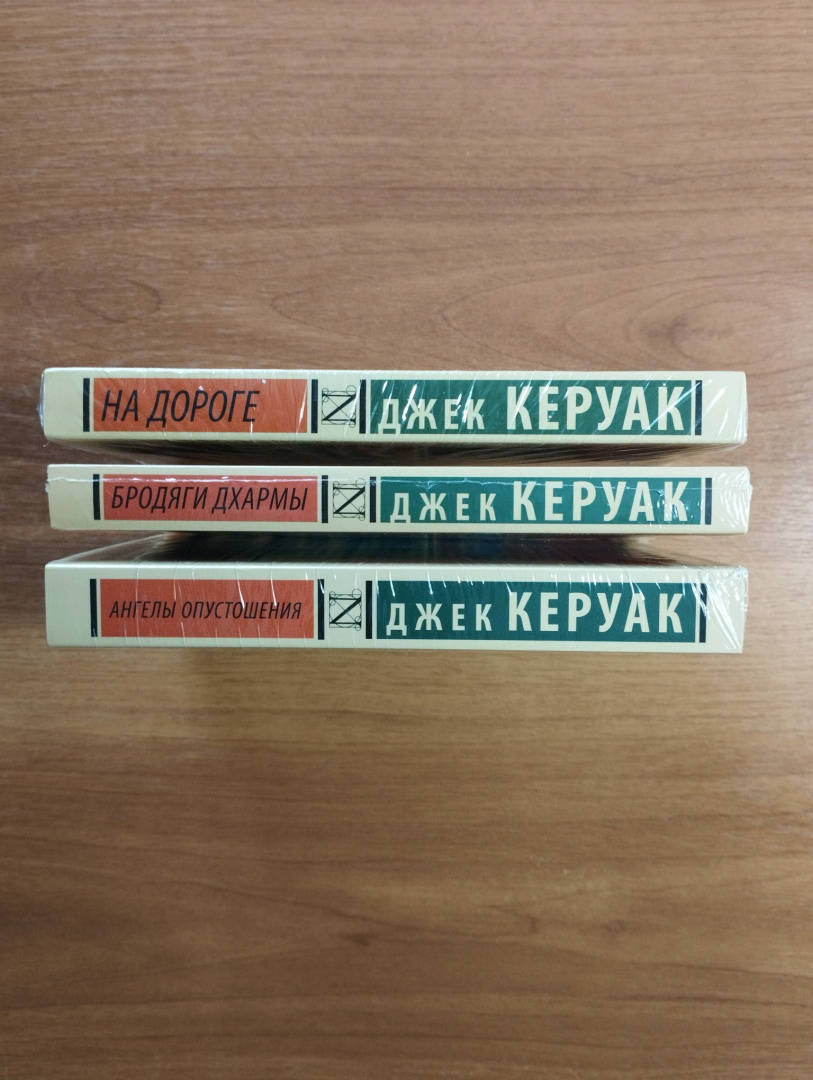 НА ДОРОГЕ N ДЖЕК КЕРУАК
БРОДЯГИ ДХАРМЫ N ДЖЕК КЕРУАК
АНГЕЛЫ ОПУСТОШЕНИЯ N ДЖЕК КЕРУАК